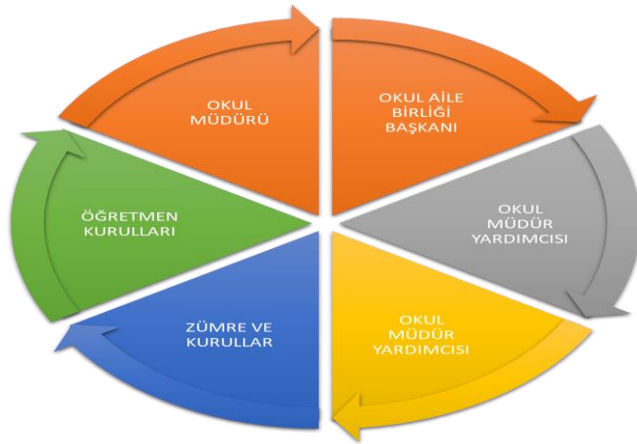 OKUL
MÜDÜRÜ
OKUL AİLE
BİRLİĞİ
BAŞKANI
OKUL
MÜDÜR
YARDIMCISI
OKUL
MÜDÜR
YARDIMCISI
ZÜMRE VE
KURULLAR
ÖĞRETMEN
KURULLARI